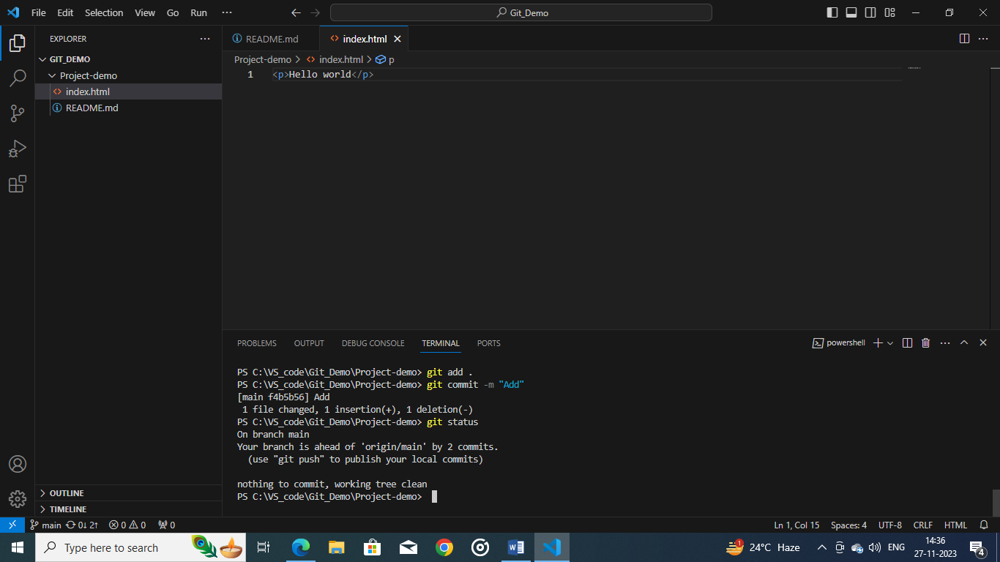 File Edit Selection View Go Run ···
Git_Demo
EXPLORER ···
GIT_DEMO
Project-demo
index.html
README.md
OUTLINE
TIMELINE
README.md index.html
Project-demo > index.html > p
1 <p>Hello world</p>
PROBLEMS OUTPUT DEBUG CONSOLE TERMINAL PORTS
powershell
PS C:\VS_code\Git_Demo\Project-demo> git add .
PS C:\VS_code\Git_Demo\Project-demo> git commit -m "Add"
[main f4b5b56] Add
1 file changed, 1 insertion(+), 1 deletion(-)
PS C:\VS_code\Git_Demo\Project-demo> git status
On branch main
Your branch is ahead of 'origin/main' by 2 commits.
(use "git push" to publish your local commits)
nothing to commit, working tree clean
PS C:\VS_code\Git_Demo\Project-demo>
main 0↓ 2↑ 0 0 0
Ln 1, Col 15 Spaces: 4 UTF-8 CRLF HTML
Type here to search
1
24°C Haze
ENG
14:36
27-11-2023
4